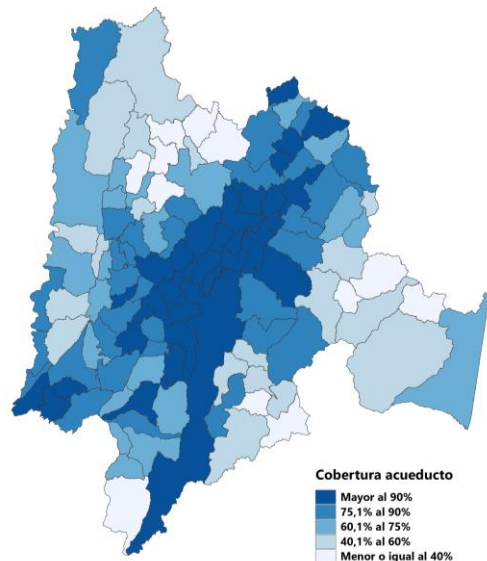 Cobertura acueducto
Mayor al 90%
75,1% al 90%
60,1% al 75%
40,1% al 60%
Menor o igual al 40%